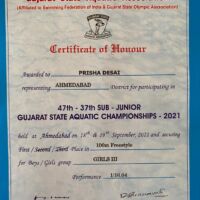 (Affiliated to Swimming Federation of India & Gujarat State Olympic Association)
Certificate of Honour
Awarded to PRISHA DESAI
representing AHMEDABAD District for participating in
47th - 37th SUB - JUNIOR
GUJARAT STATE AQUATIC CHAMPIONSHIPS - 2021
held at Ahmedabad on 18th & 19th September, 2021 and securing
First / Second / Third Place in 100m Freestyle
for Boys / Girls group GIRLS III
Performance 1:10.04